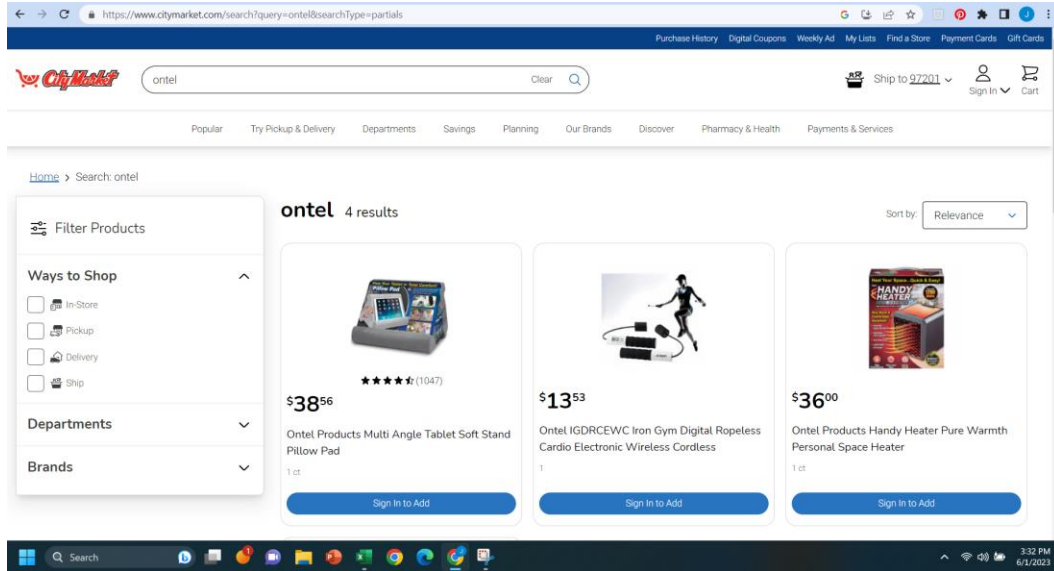 https://www.citymarket.com/search?query=ontel&searchType=partials
Purchase History Digital Coupons Weekly Ad My Lists Find a Store Payment Cards Gift Cards
City Market
ontel
Clear
Ship to 97201
Sign In
Cart
Popular Try Pickup & Delivery Departments Savings Planning Our Brands Discover Pharmacy & Health Payments & Services
Home > Search: ontel
Filter Products
Ways to Shop
In-Store
Pickup
Delivery
Ship
Departments
Brands
ontel 4 results
Sort by: Relevance
Pillow Pad
(1047)
$38 56
Ontel Products Multi Angle Tablet Soft Stand
Pillow Pad
1 ct
Sign In to Add
$13 53
Ontel IGDRCEWC Iron Gym Digital Ropeless
Cardio Electronic Wireless Cordless
1
Sign In to Add
HANDY
HEATER
$36 00
Ontel Products Handy Heater Pure Warmth
Personal Space Heater
1 ct
Sign In to Add
Search
3:32 PM
6/1/2023